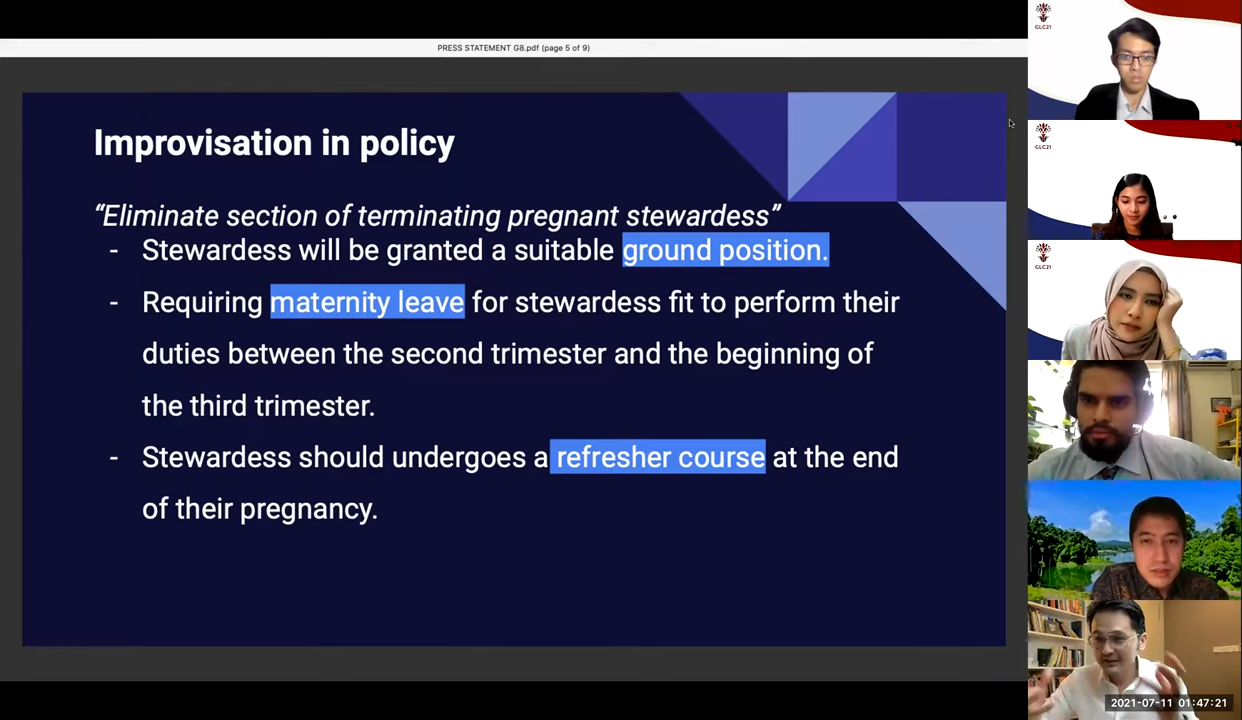 PRESS STATEMENT G8.pdf (page 5 of 9)
Improvisation in policy
“Eliminate section of terminating pregnant stewardess”
- Stewardess will be granted a suitable ground position.
- Requiring maternity leave for stewardess fit to perform their
duties between the second trimester and the beginning of
the third trimester.
- Stewardess should undergoes a refresher course at the end
of their pregnancy.
GLC21
GLC21
GLC21
2021-07-11 01:47:21